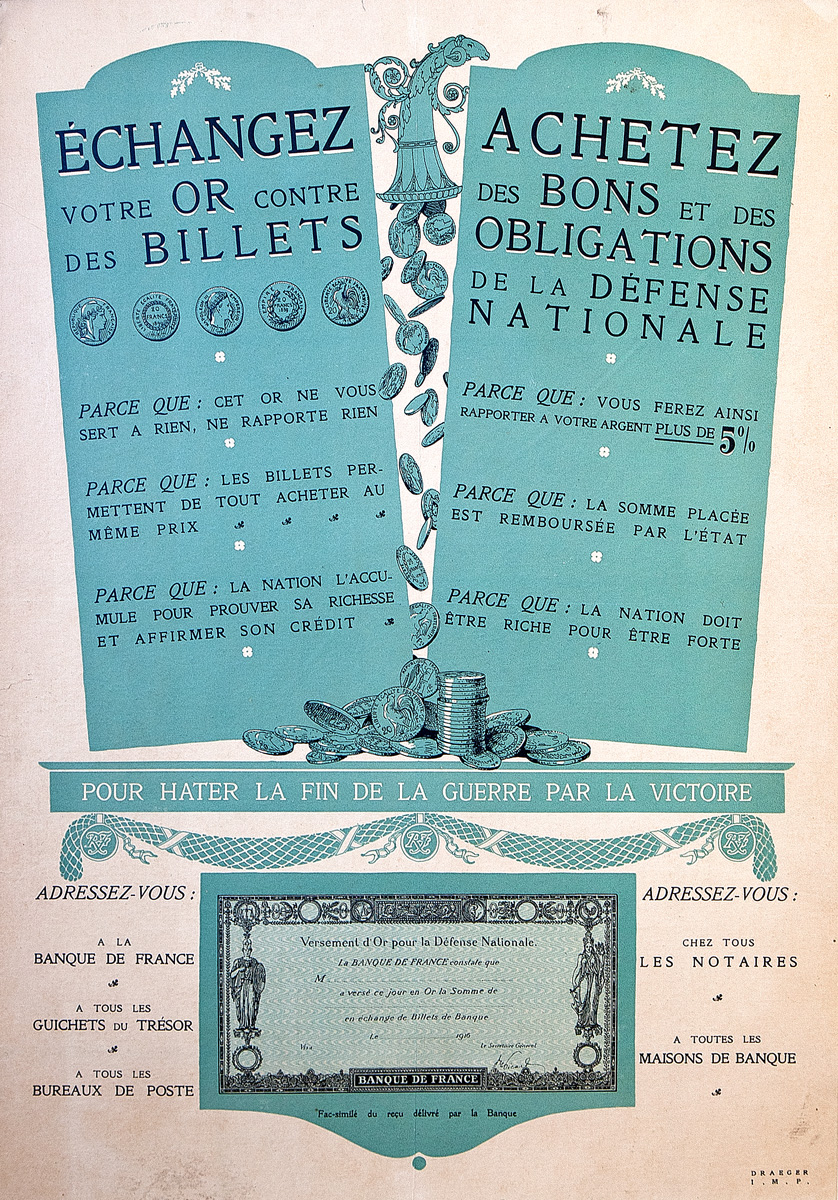 ÉCHANGEZ
VOTRE OR CONTRE
DES BILLETS
PARCE QUE : CET OR NE VOUS
SERT A RIEN, NE RAPPORTE RIEN
PARCE QUE : LES BILLETS PER-
METTENT DE TOUT ACHETER AU
MÊME PRIX
PARCE QUE : LA NATION L'ACCU-
MULE POUR PROUVER SA RICHESSE
ET AFFIRMER SON CRÉDIT
ACHETEZ
DES BONS ET DES
OBLIGATIONS
DE LA DÉFENSE
NATIONALE
PARCE QUE : VOUS FEREZ AINSI
RAPPORTER A VOTRE ARGENT PLUS DE 5%
PARCE QUE : LA SOMME PLACÉE
EST REMBOURSÉE PAR L'ÉTAT
PARCE QUE : LA NATION DOIT
ÊTRE RICHE POUR ÊTRE FORTE
POUR HATER LA FIN DE LA GUERRE PAR LA VICTOIRE
RF
RF
RF
ADRESSEZ-VOUS :
A LA
BANQUE DE FRANCE
A TOUS LES
GUICHETS DU TRÉSOR
A TOUS LES
BUREAUX DE POSTE
Versement d'Or pour la Défense Nationale.
La BANQUE DE FRANCE constate que
M
a versé ce jour en Or la Somme de
en échange de Billets de Banque
Le 1916
Le Secrétaire Général
BANQUE DE FRANCE
Fac-similé du reçu délivré par la Banque
ADRESSEZ-VOUS :
CHEZ TOUS
LES NOTAIRES
A TOUTES LES
MAISONS DE BANQUE
DRAEGER
IMP.